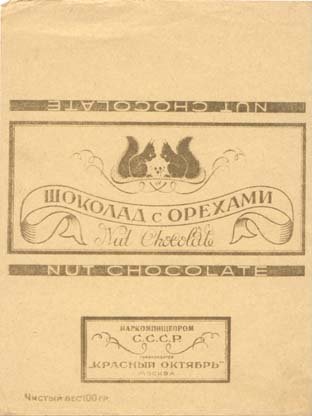 NUT CHOCOLATE
ШОКОЛАД С ОРЕХАМИ
Nut Chocolate
NUT CHOCOLATE
НАРКОМПИЩЕПРОМ
С.С.С.Р.
„КРАСНЫЙ ОКТЯБРЬ"
МОСКВА
ЧИСТЫЙ ВЕС 100 ГР.